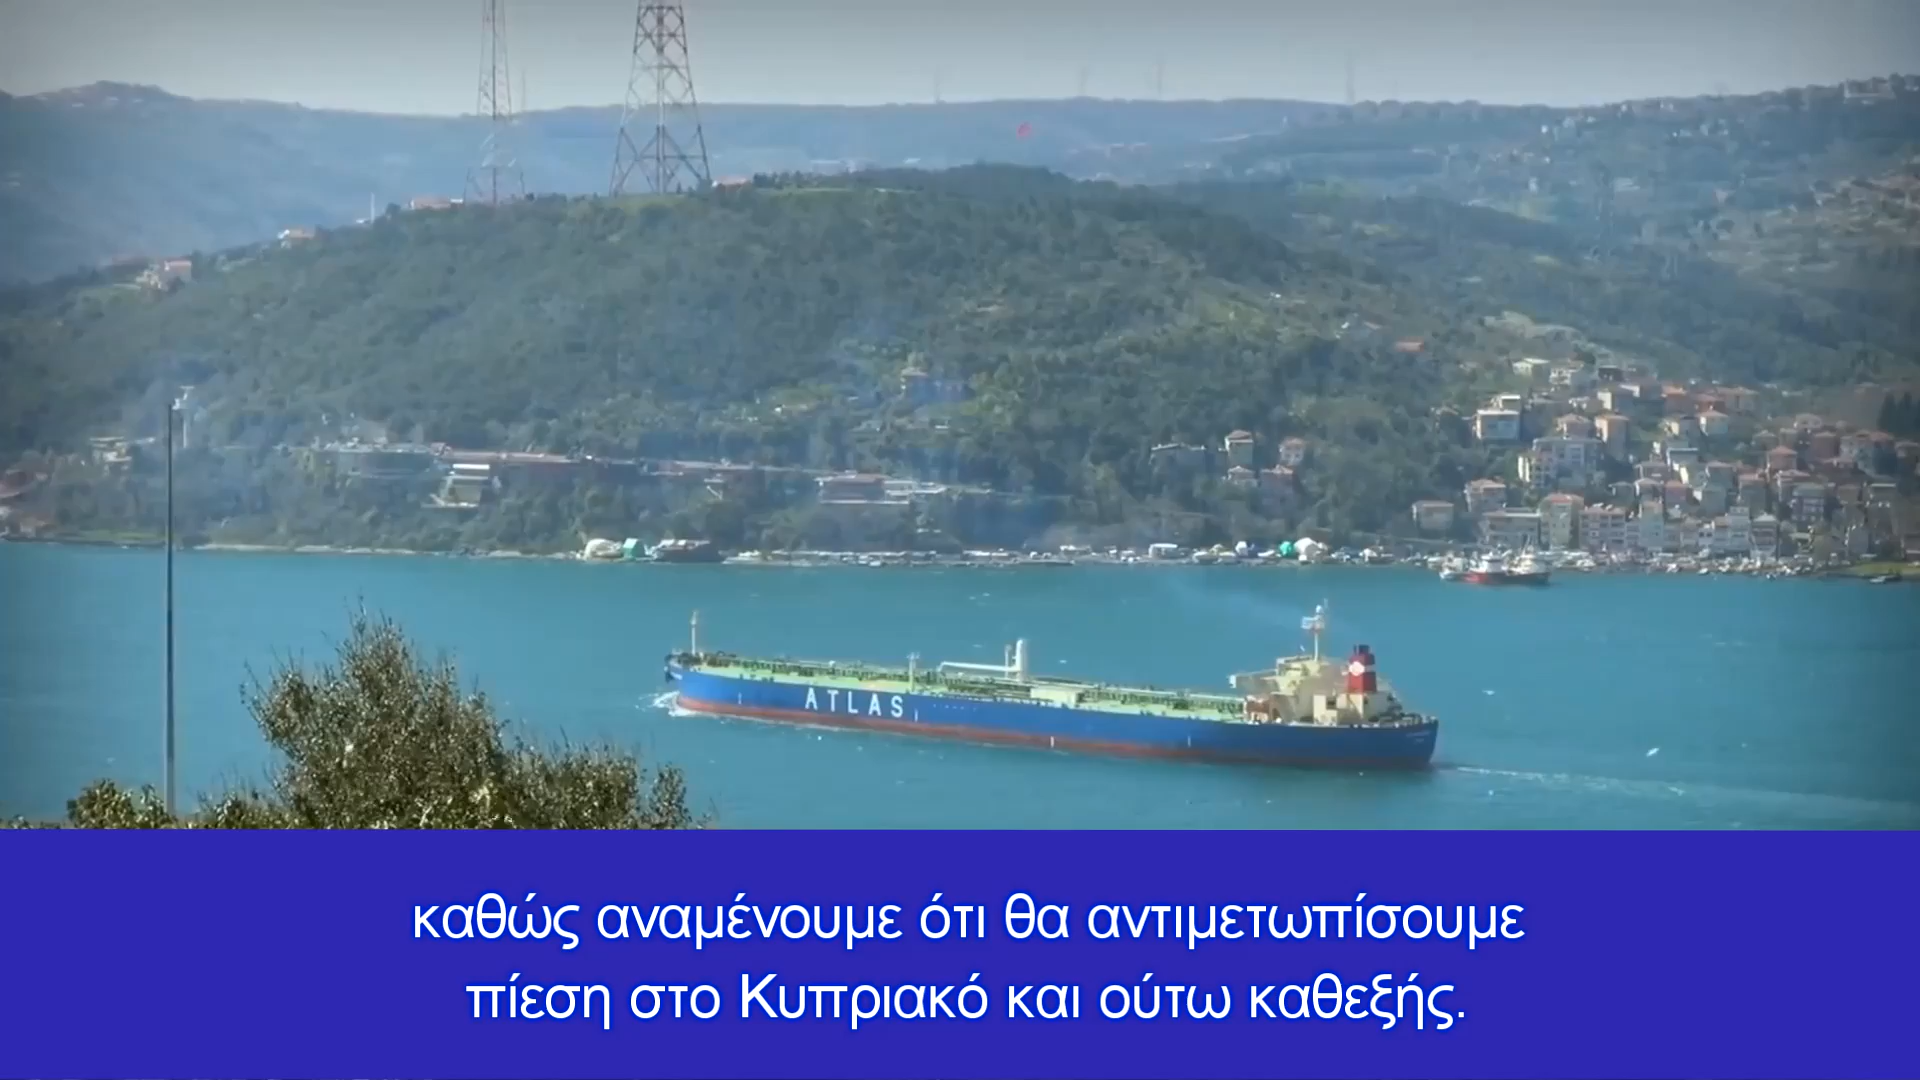 ATLAS
καθώς αναμένουμε ότι θα αντιμετωπίσουμε
πίεση στο Κυπριακό και ούτω καθεξής.